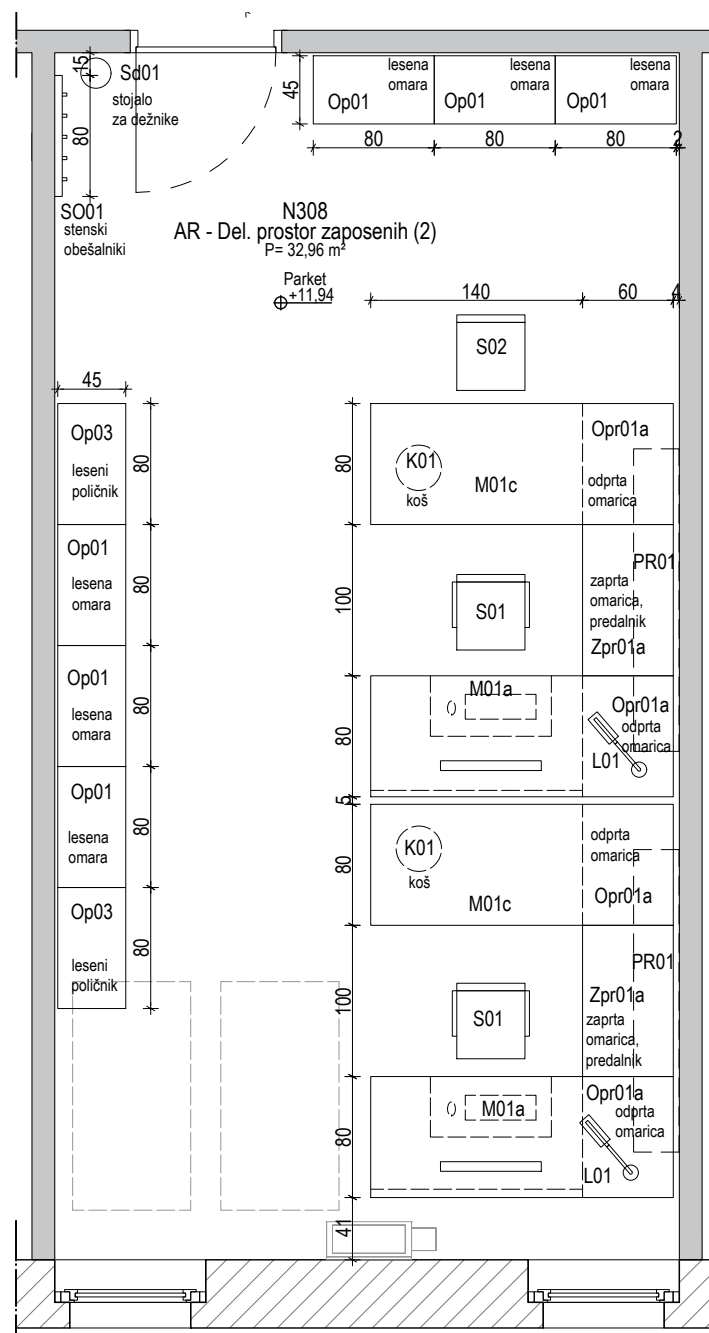 15
Sd01
stojalo
za dežnike
80
SO01
stenski
obešalniki
45
lesena
omara
Op01
lesena
omara
Op01
lesena
omara
Op01
80
80
80
2
N308
AR - Del. prostor zaposenih (2)
P= 32,96 m²
Parket
+11,94
140
60
4
S02
45
Op03
leseni
poličnik
80
Op01
lesena
omara
80
Op01
lesena
omara
80
Op01
lesena
omara
80
Op03
leseni
poličnik
80
80
K01
koš
M01c
Opr01a
odprta
omarica
100
S01
PR01
zaprta
omarica,
predalnik
Zpr01a
80
M01a
Opr01a
odprta
omarica
L01
5
80
K01
koš
M01c
odprta
omarica
Opr01a
100
S01
PR01
Zpr01a
zaprta
omarica,
predalnik
80
M01a
Opr01a
odprta
omarica
L01
41